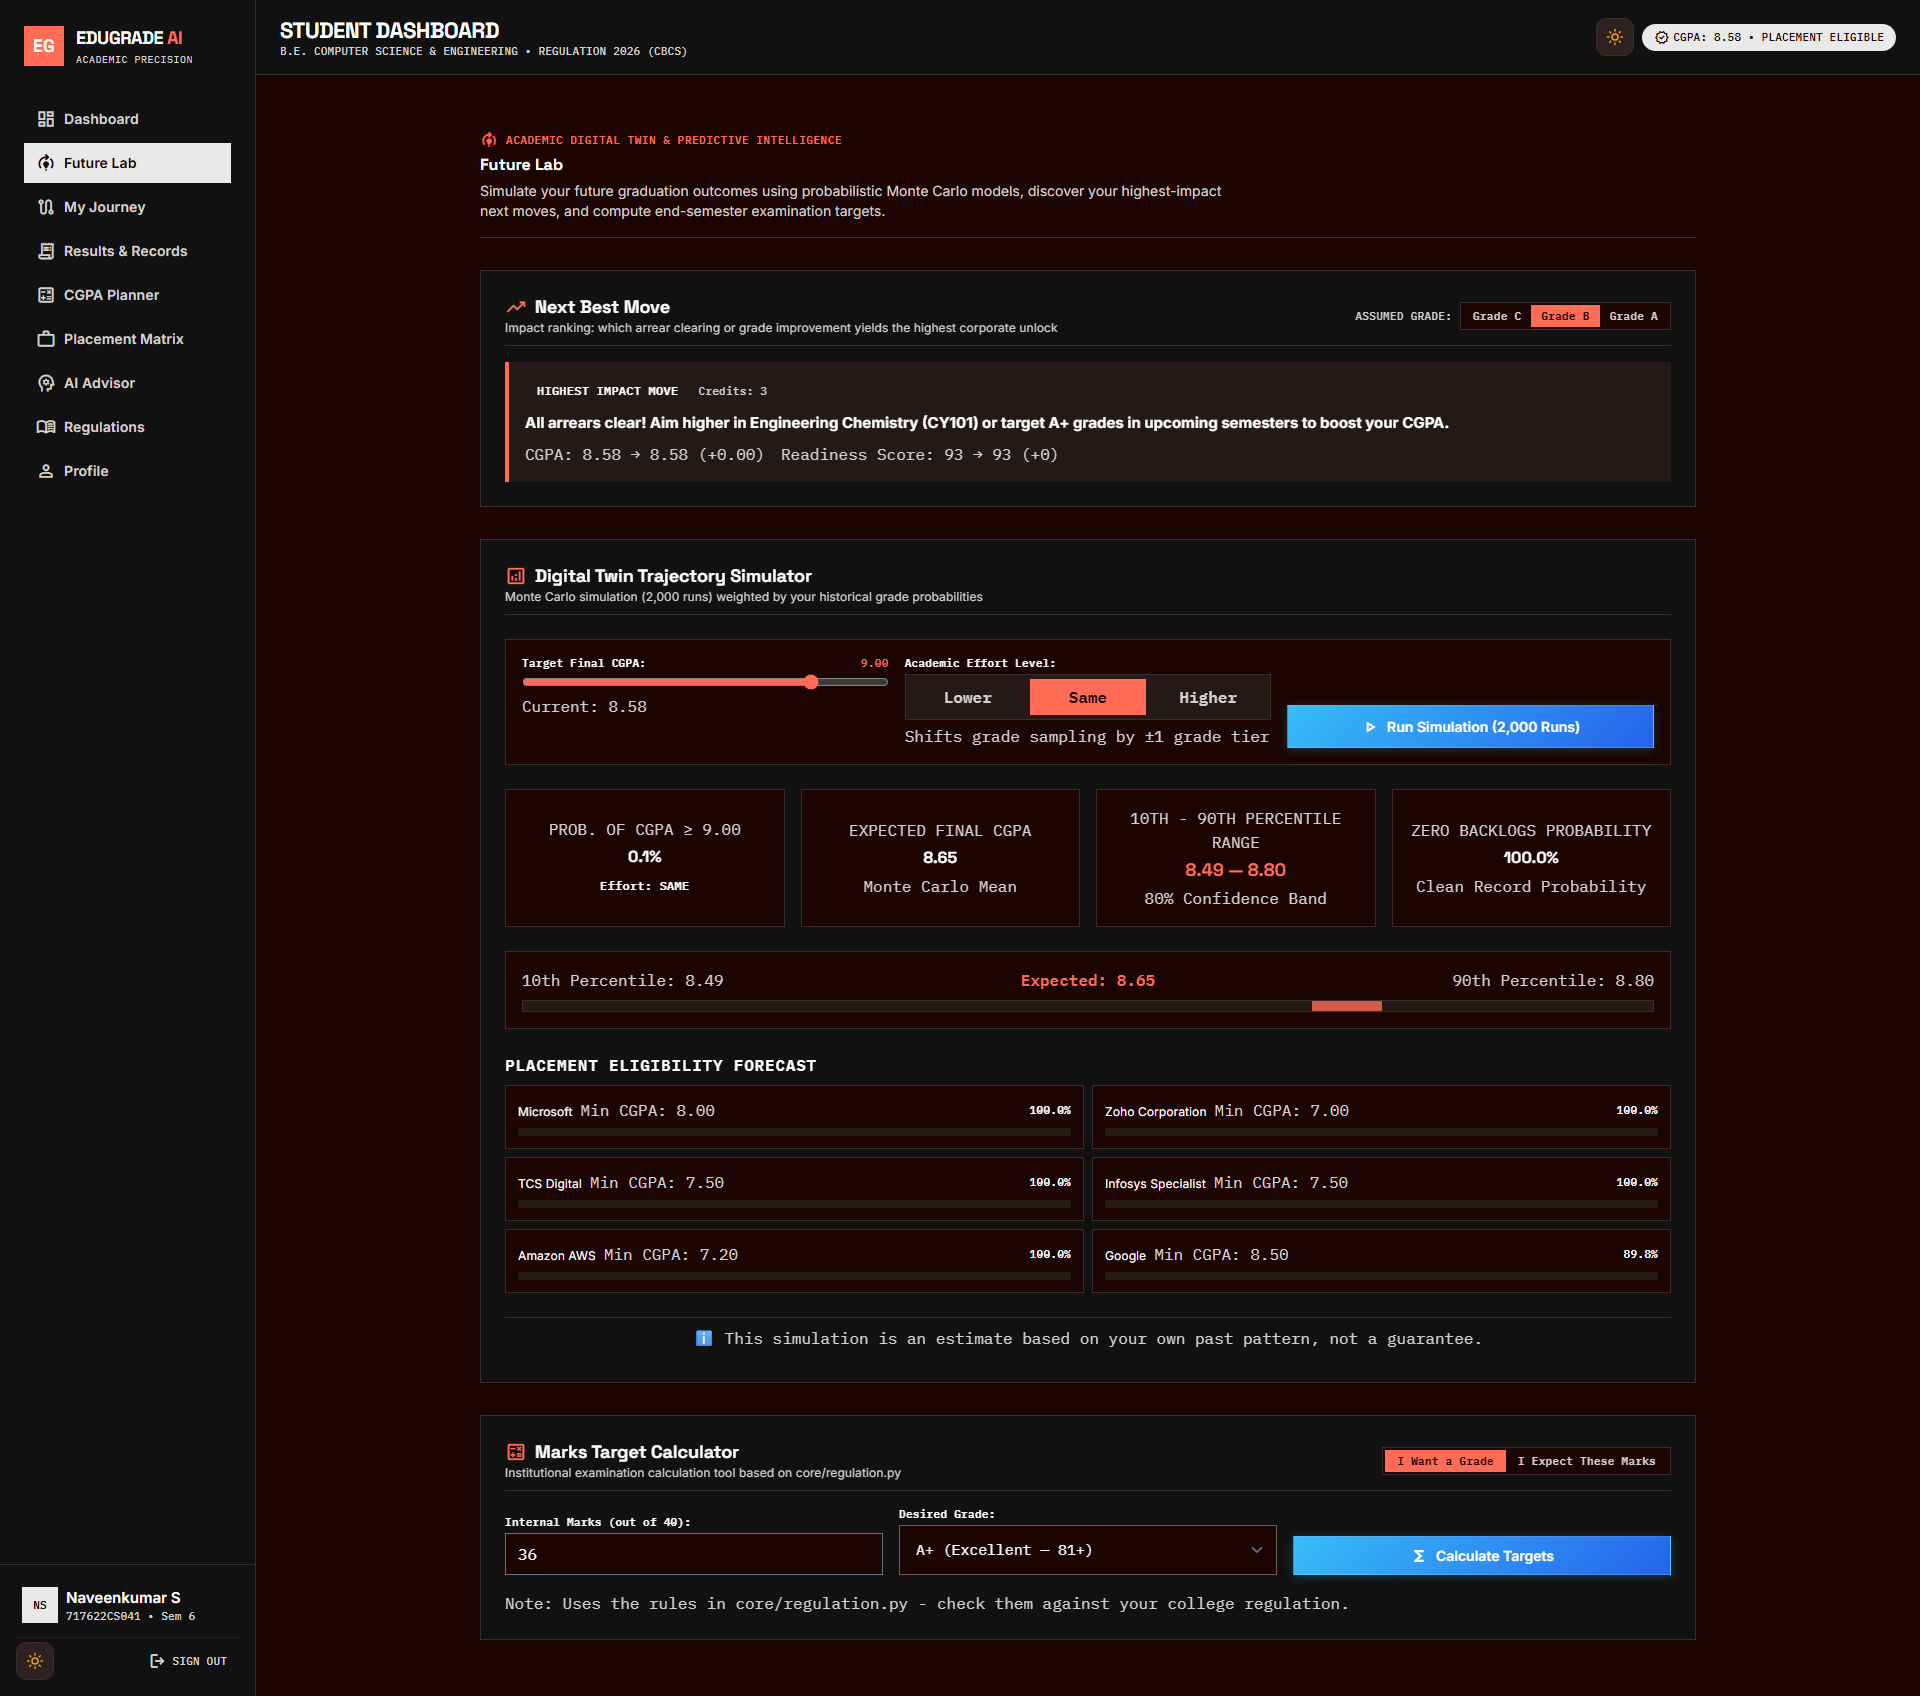 EG
EDUGRADE AI
ACADEMIC PRECISION
Dashboard
Future Lab
My Journey
Results & Records
CGPA Planner
Placement Matrix
AI Advisor
Regulations
Profile
NS
Naveenkumar S
717622CS041 • Sem 6
SIGN OUT
STUDENT DASHBOARD
B.E. COMPUTER SCIENCE & ENGINEERING • REGULATION 2026 (CBCS)
CGPA: 8.58 • PLACEMENT ELIGIBLE
ACADEMIC DIGITAL TWIN & PREDICTIVE INTELLIGENCE
Future Lab
Simulate your future graduation outcomes using probabilistic Monte Carlo models, discover your highest-impact
next moves, and compute end-semester examination targets.
Next Best Move
Impact ranking: which arrear clearing or grade improvement yields the highest corporate unlock
ASSUMED GRADE: Grade C Grade B Grade A
HIGHEST IMPACT MOVE Credits: 3
All arrears clear! Aim higher in Engineering Chemistry (CY101) or target A+ grades in upcoming semesters to boost your CGPA.
CGPA: 8.58 → 8.58 (+0.00) Readiness Score: 93 → 93 (+0)
Digital Twin Trajectory Simulator
Monte Carlo simulation (2,000 runs) weighted by your historical grade probabilities
Target Final CGPA: 9.00
Current: 8.58
Academic Effort Level:
Lower Same Higher
Shifts grade sampling by ±1 grade tier
Run Simulation (2,000 Runs)
PROB. OF CGPA ≥ 9.00
0.1%
Effort: SAME
EXPECTED FINAL CGPA
8.65
Monte Carlo Mean
10TH - 90TH PERCENTILE
RANGE
8.49 — 8.80
80% Confidence Band
ZERO BACKLOGS PROBABILITY
100.0%
Clean Record Probability
10th Percentile: 8.49 Expected: 8.65 90th Percentile: 8.80
PLACEMENT ELIGIBILITY FORECAST
Microsoft Min CGPA: 8.00 100.0%
Zoho Corporation Min CGPA: 7.00 100.0%
TCS Digital Min CGPA: 7.50 100.0%
Infosys Specialist Min CGPA: 7.50 100.0%
Amazon AWS Min CGPA: 7.20 100.0%
Google Min CGPA: 8.50 89.8%
ℹ️ This simulation is an estimate based on your own past pattern, not a guarantee.
Marks Target Calculator
Institutional examination calculation tool based on core/regulation.py
I Want a Grade I Expect These Marks
Internal Marks (out of 40):
36
Desired Grade:
A+ (Excellent — 81+)
Σ Calculate Targets
Note: Uses the rules in core/regulation.py - check them against your college regulation.